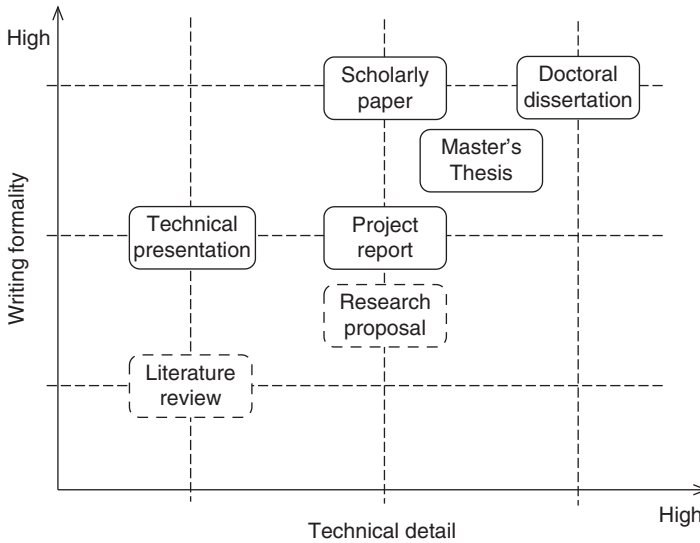 High
Scholarly
paper
Doctoral
dissertation
Master's
Thesis
Writing formality
Technical
presentation
Project
report
Research
proposal
Literature
review
High
Technical detail